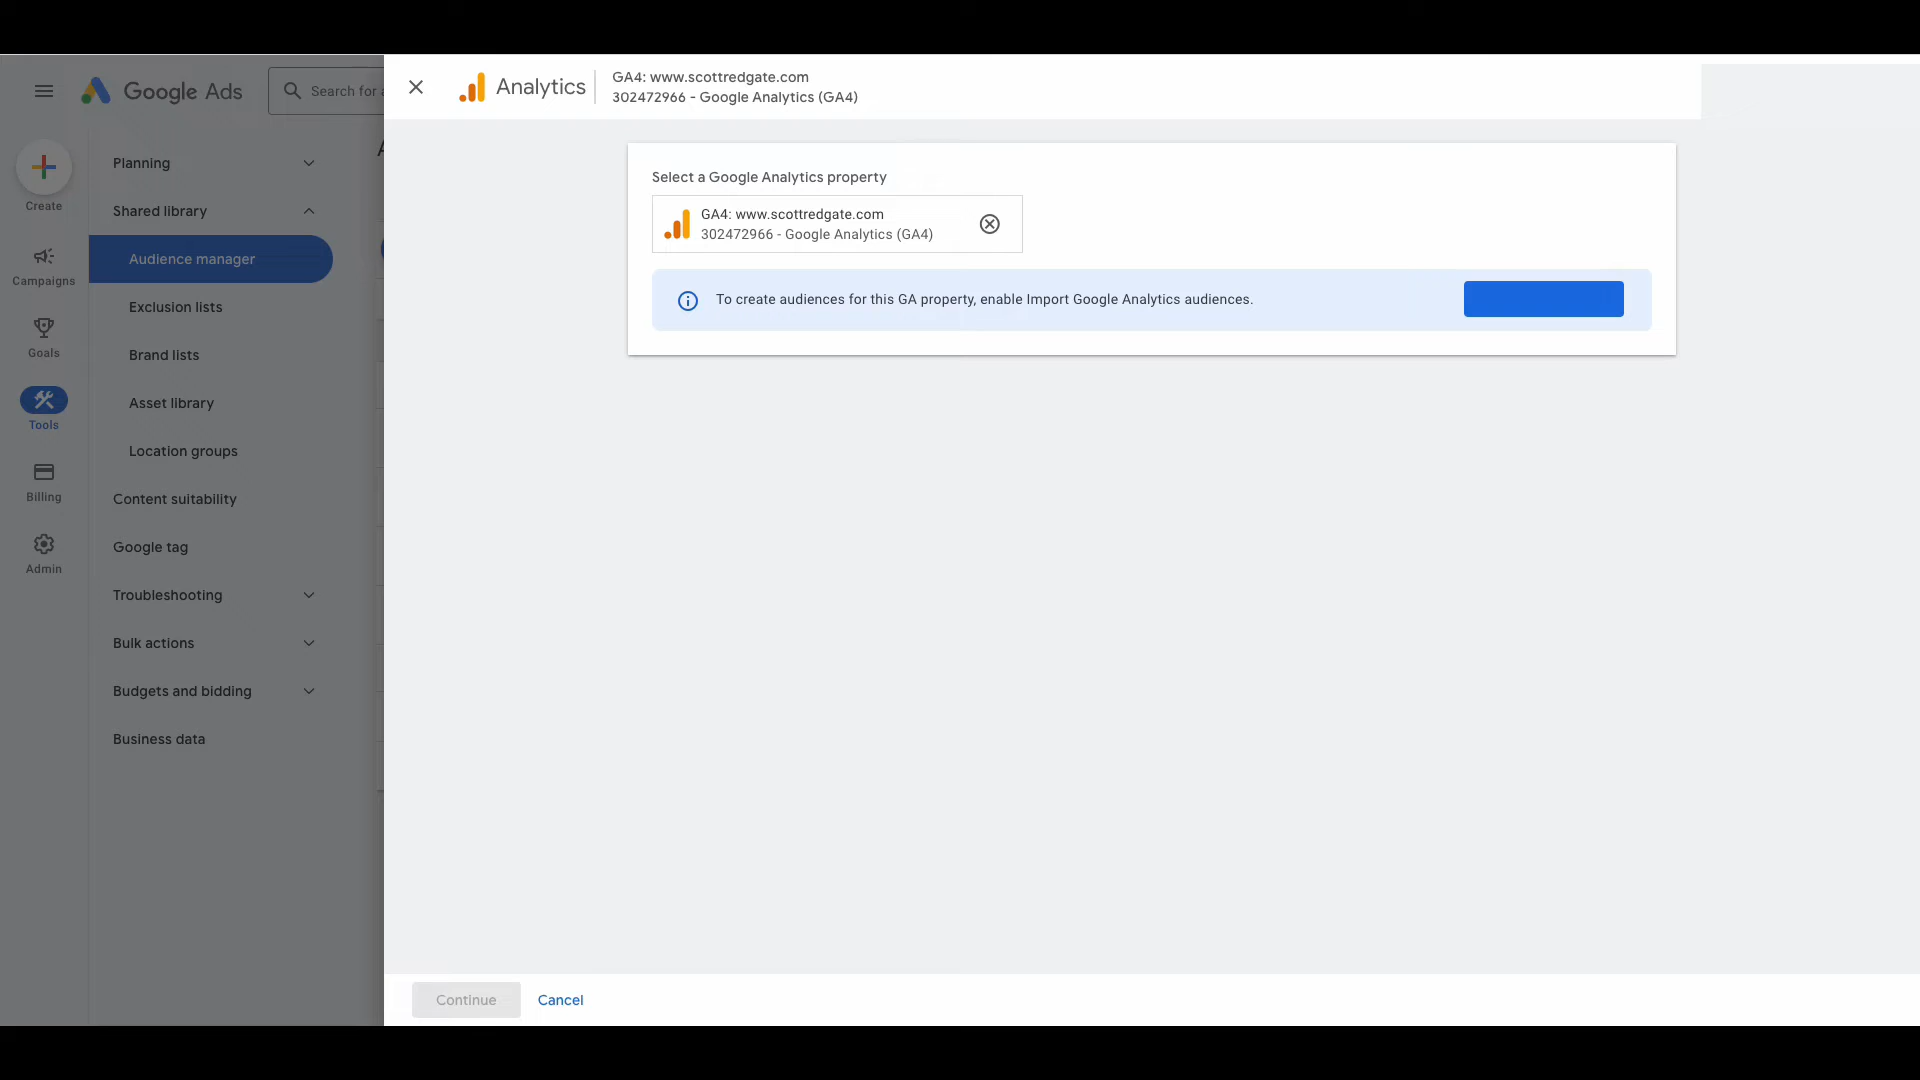 Google Ads
Search for a
Create
Campaigns
Goals
Tools
Billing
Admin
Planning
Shared library
Audience manager
Exclusion lists
Brand lists
Asset library
Location groups
Content suitability
Google tag
Troubleshooting
Bulk actions
Budgets and bidding
Business data
Analytics
GA4: www.scottredgate.com
302472966 - Google Analytics (GA4)
Select a Google Analytics property
GA4: www.scottredgate.com
302472966 - Google Analytics (GA4)
To create audiences for this GA property, enable Import Google Analytics audiences.
Continue
Cancel